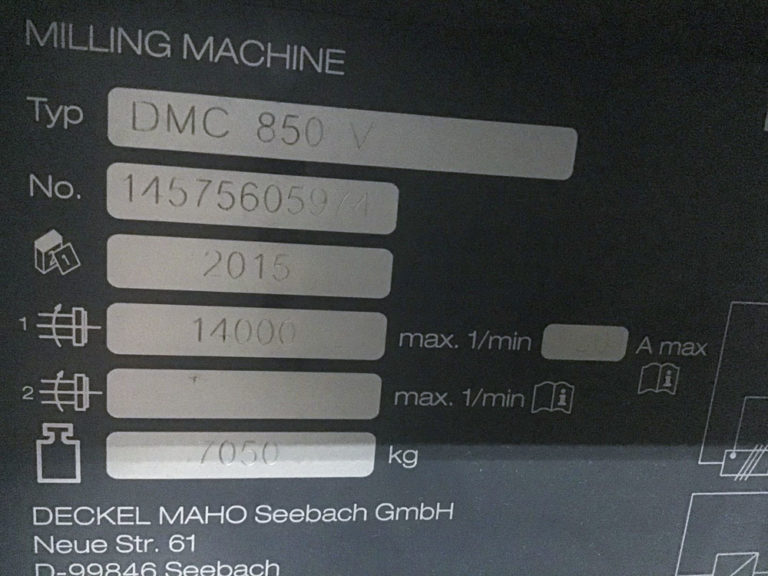 MILLING MACHINE
Typ DMC 850 V
No.
2015
1 14000 max. 1/min A max
2 max. 1/min
7050 kg
DECKEL MAHO Seebach GmbH
Neue Str. 61
D-99846 Seebach